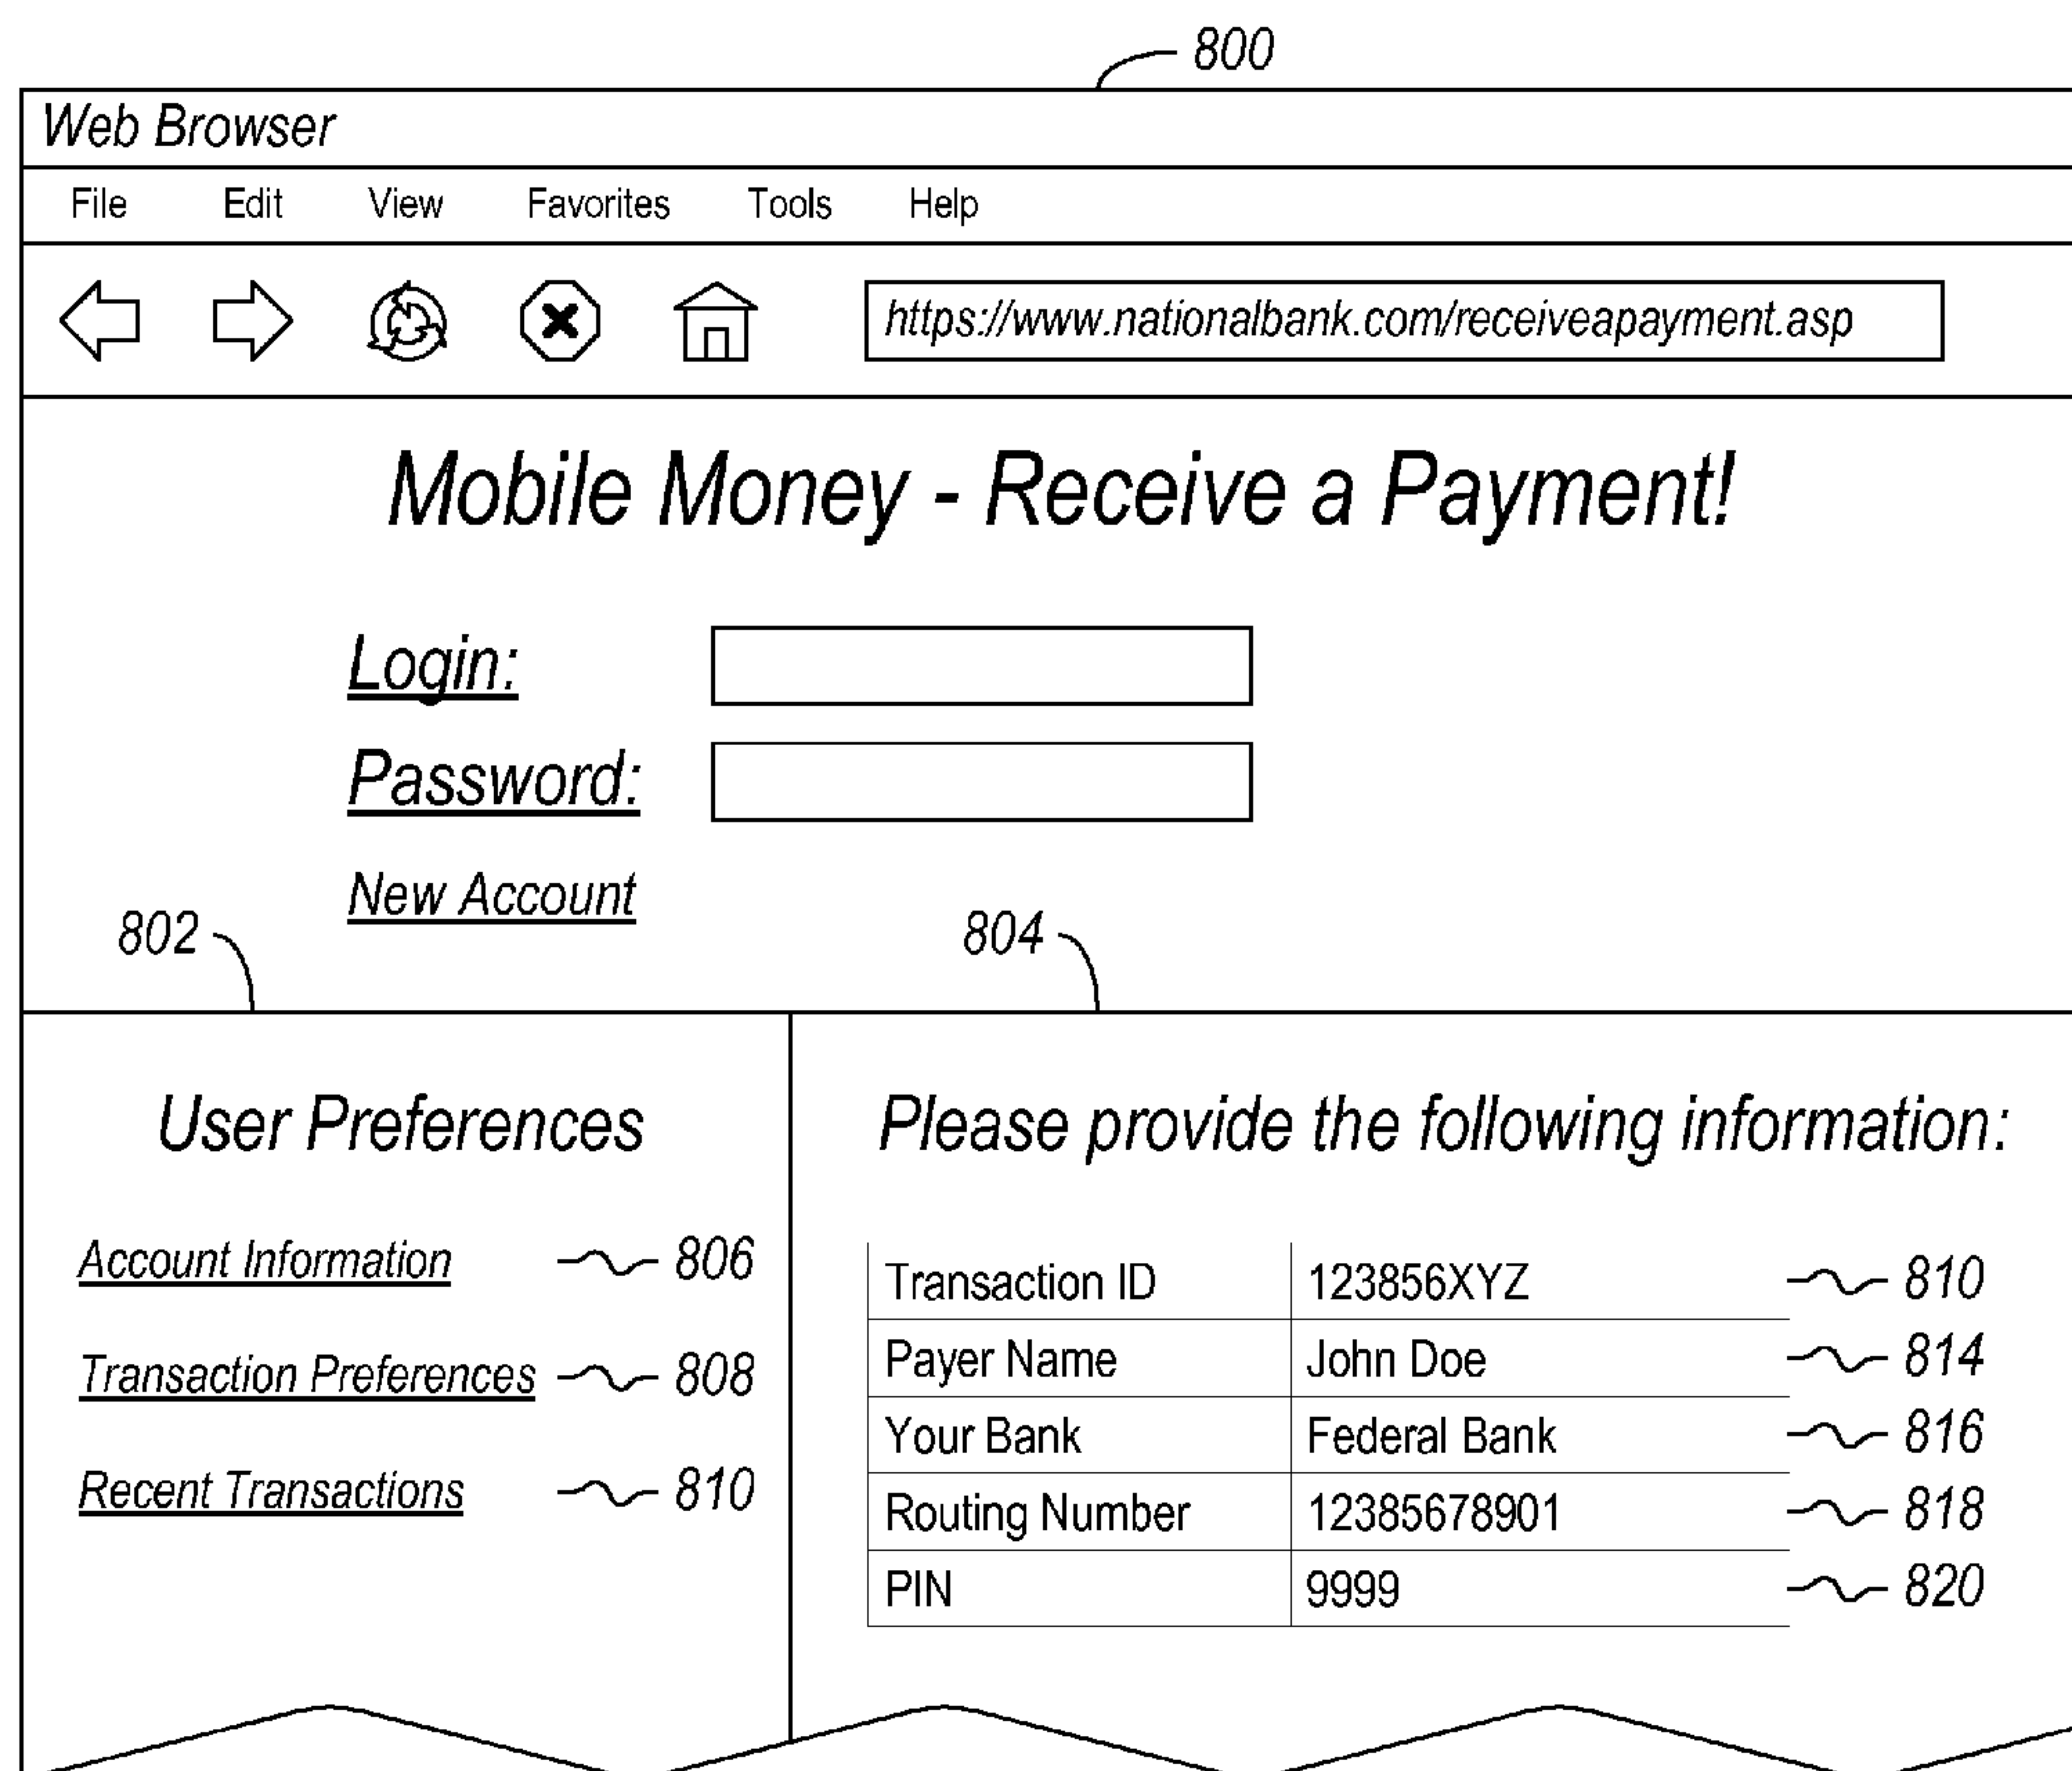 800
Web Browser
File Edit View Favorites Tools Help
https://www.nationalbank.com/receiveapayment.asp
Mobile Money - Receive a Payment!
Login:
Password:
New Account
802
804
User Preferences
Account Information 806
Transaction Preferences 808
Recent Transactions 810
Please provide the following information:
Transaction ID 123856XYZ 810
Payer Name John Doe 814
Your Bank Federal Bank 816
Routing Number 12385678901 818
PIN 9999 820